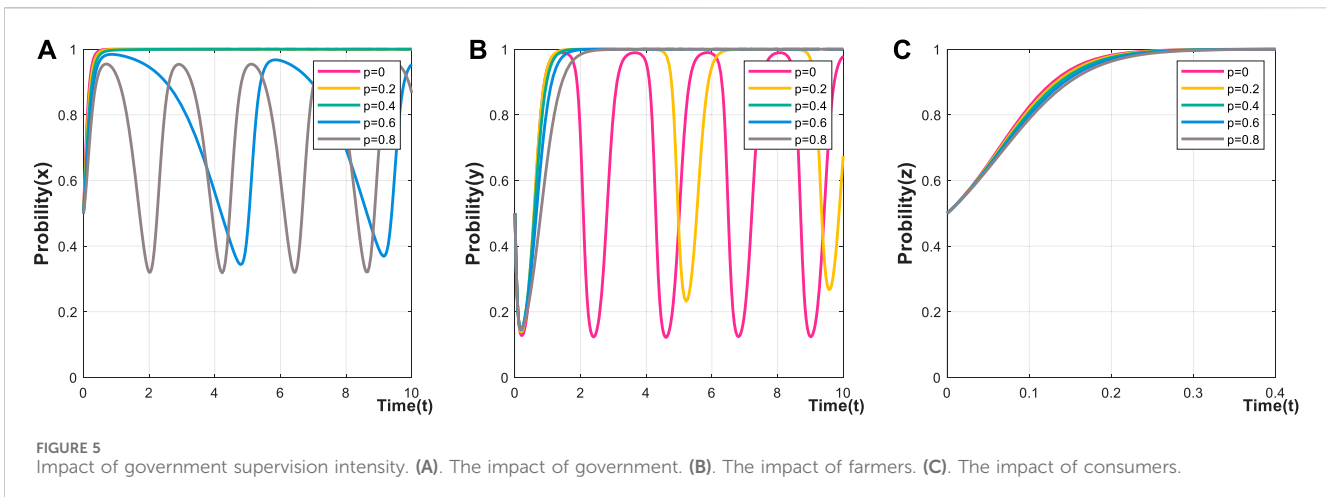 A
Probility(x)
1
0.8
0.6
0.4
0.2
0
0 2 4 6 8 10
Time(t)
p=0
p=0.2
p=0.4
p=0.6
p=0.8
B
Probility(y)
1
0.8
0.6
0.4
0.2
0
0 2 4 6 8 10
Time(t)
p=0
p=0.2
p=0.4
p=0.6
p=0.8
C
Probility(z)
1
0.8
0.6
0.4
0.2
0
0 0.1 0.2 0.3 0.4
Time(t)
p=0
p=0.2
p=0.4
p=0.6
p=0.8
FIGURE 5
Impact of government supervision intensity. (A). The impact of government. (B). The impact of farmers. (C). The impact of consumers.